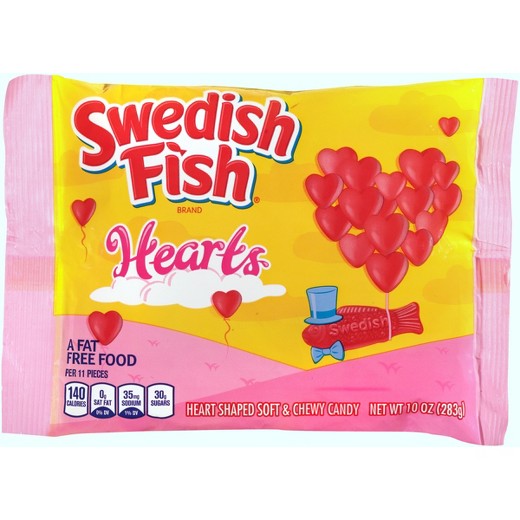 Swedish
Fish®
BRAND
Hearts
Swedish
A FAT
FREE FOOD
PER 11 PIECES
140
CALORIES
0g
SAT FAT
0% DV
35mg
SODIUM
1% DV
30g
SUGARS
HEART SHAPED SOFT & CHEWY CANDY NET WT 10 OZ (283g)